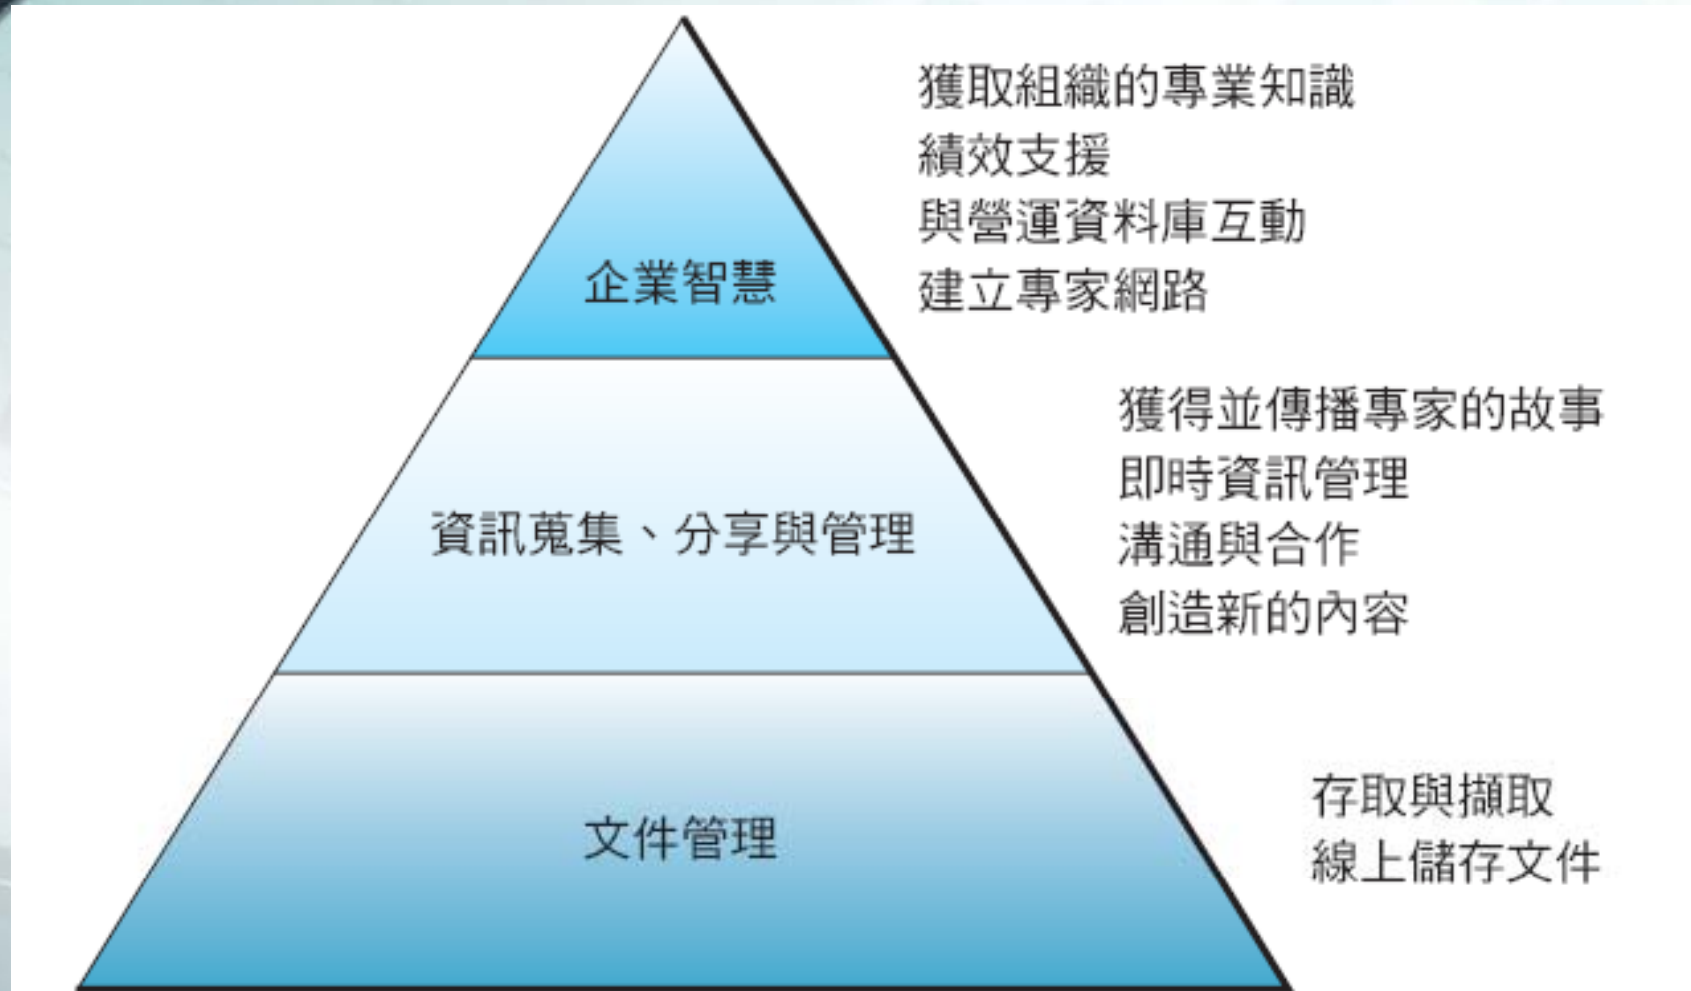 獲取組織的專業知識
績效支援
與營運資料庫互動
建立專家網路
企業智慧
獲得並傳播專家的故事
即時資訊管理
溝通與合作
創造新的內容
資訊蒐集、分享與管理
存取與擷取
線上儲存文件
文件管理